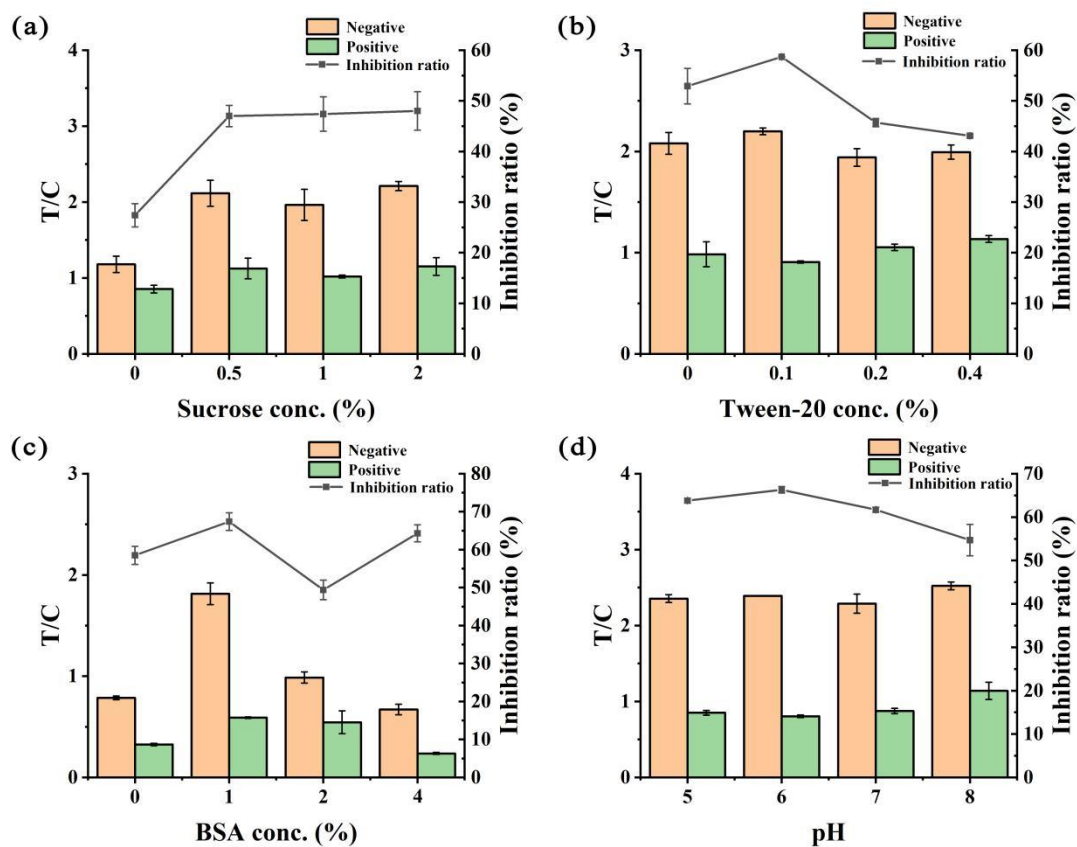 (a)
Negative
Positive
Inhibition ratio
4
3
2
1
0
T/C
60
50
40
30
20
10
0
Inhibition ratio (%)
0 0.5 1 2
Sucrose conc. (%)
(b)
Negative
Positive
Inhibition ratio
3
2
1
0
T/C
60
50
40
30
20
10
0
Inhibition ratio (%)
0 0.1 0.2 0.4
Tween-20 conc. (%)
(c)
Negative
Positive
Inhibition ratio
3
2
1
0
T/C
80
70
60
50
40
30
20
10
0
Inhibition ratio (%)
0 1 2 4
BSA conc. (%)
(d)
Negative
Positive
Inhibition ratio
4
3
2
1
0
T/C
70
60
50
40
30
20
10
0
Inhibition ratio (%)
5 6 7 8
pH